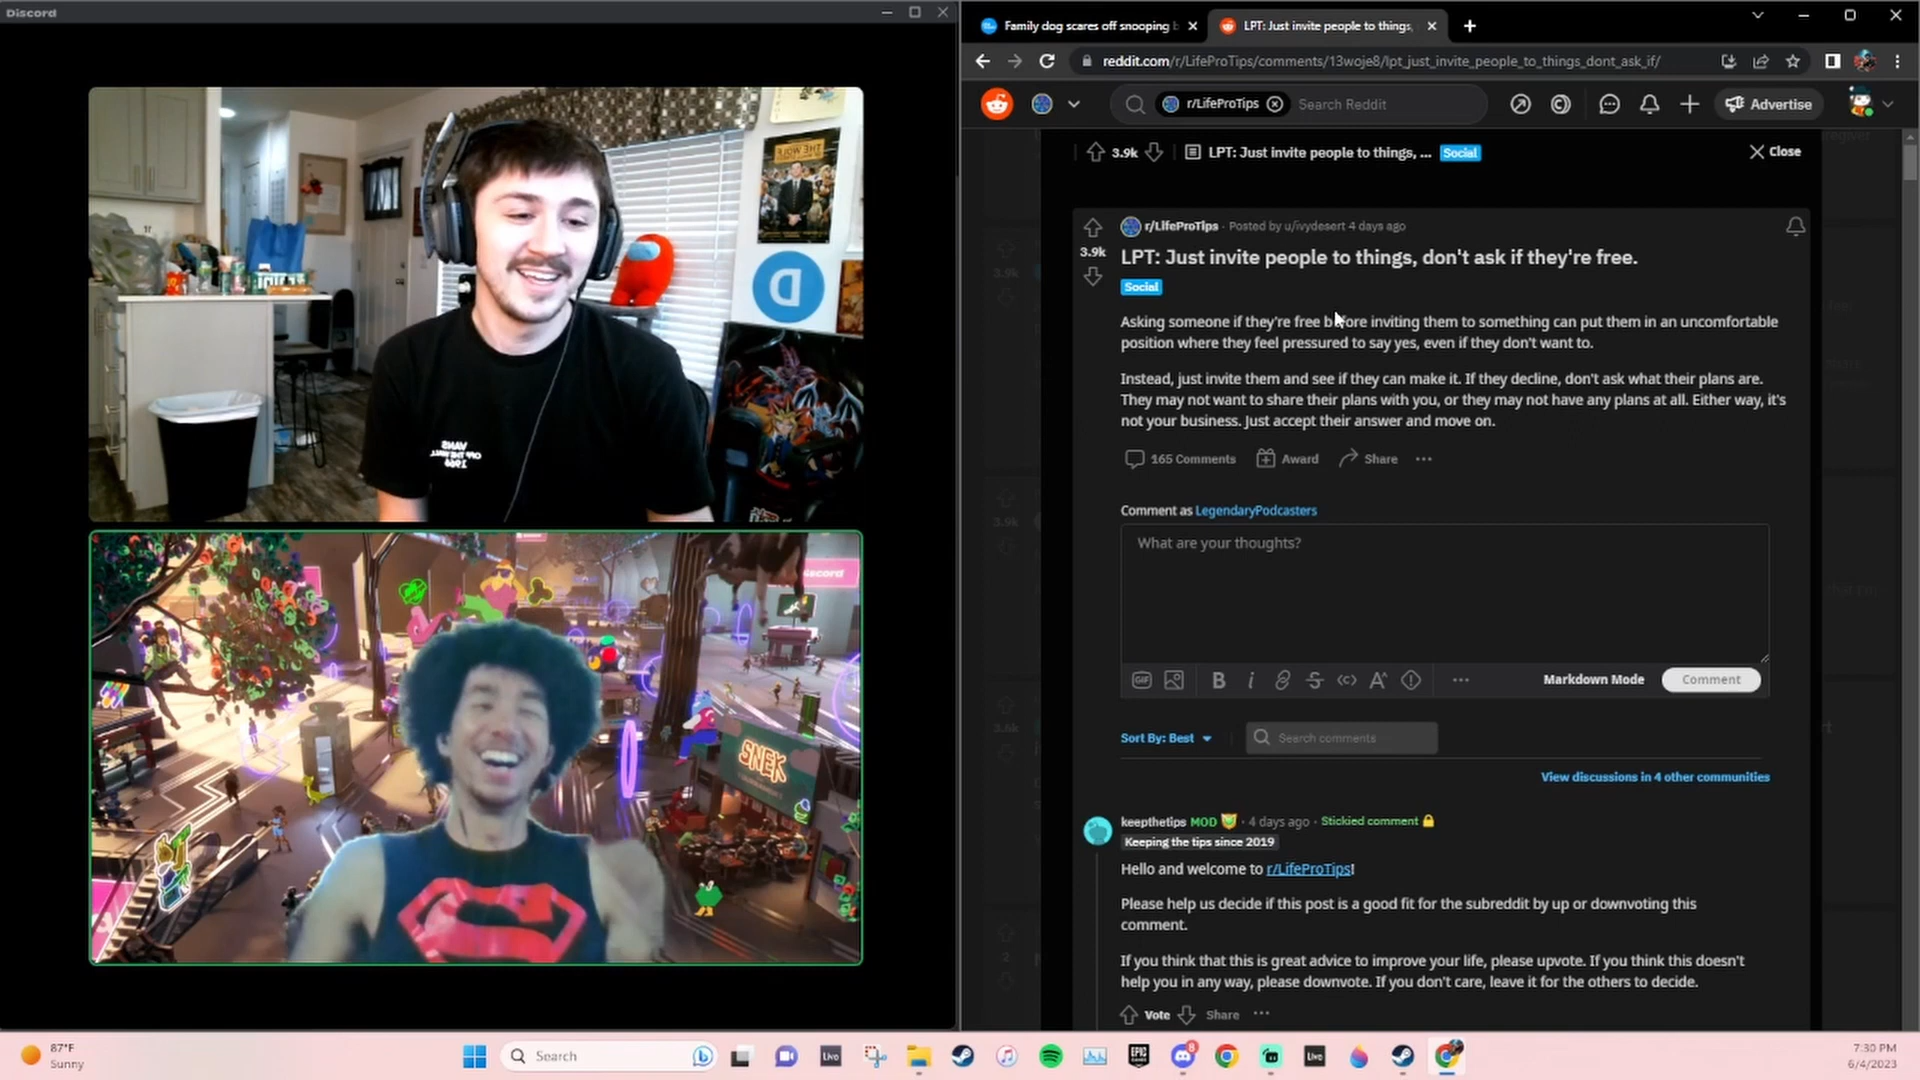 Discord
Family dog scares off snooping b
LPT: Just invite people to things,
reddit.com/r/LifeProTips/comments/13woje8/lpt_just_invite_people_to_things_dont_ask_if/
r/LifeProTips
Search Reddit
Advertise
3.9k
LPT: Just invite people to things, ...
Social
Close
r/LifeProTips · Posted by u/ivydesert 4 days ago
3.9k
LPT: Just invite people to things, don't ask if they're free.
Social
Asking someone if they're free before inviting them to something can put them in an uncomfortable
position where they feel pressured to say yes, even if they don't want to.
Instead, just invite them and see if they can make it. If they decline, don't ask what their plans are.
They may not want to share their plans with you, or they may not have any plans at all. Either way, it's
not your business. Just accept their answer and move on.
165 Comments
Award
Share
Comment as LegendaryPodcasters
What are your thoughts?
GIF
B
i
Markdown Mode
Comment
Sort By: Best
Search comments
View discussions in 4 other communities
keepthetips MOD · 4 days ago · Stickied comment
Keeping the tips since 2019
Hello and welcome to r/LifeProTips!
Please help us decide if this post is a good fit for the subreddit by up or downvoting this
comment.
If you think that this is great advice to improve your life, please upvote. If you think this doesn't
help you in any way, please downvote. If you don't care, leave it for the others to decide.
Vote
Share
THE WOLF
D
VANS
OFF THE WALL
1966
SNEK
87°F
Sunny
Search
Live
EPIC
8
Live
7:30 PM
6/4/2023